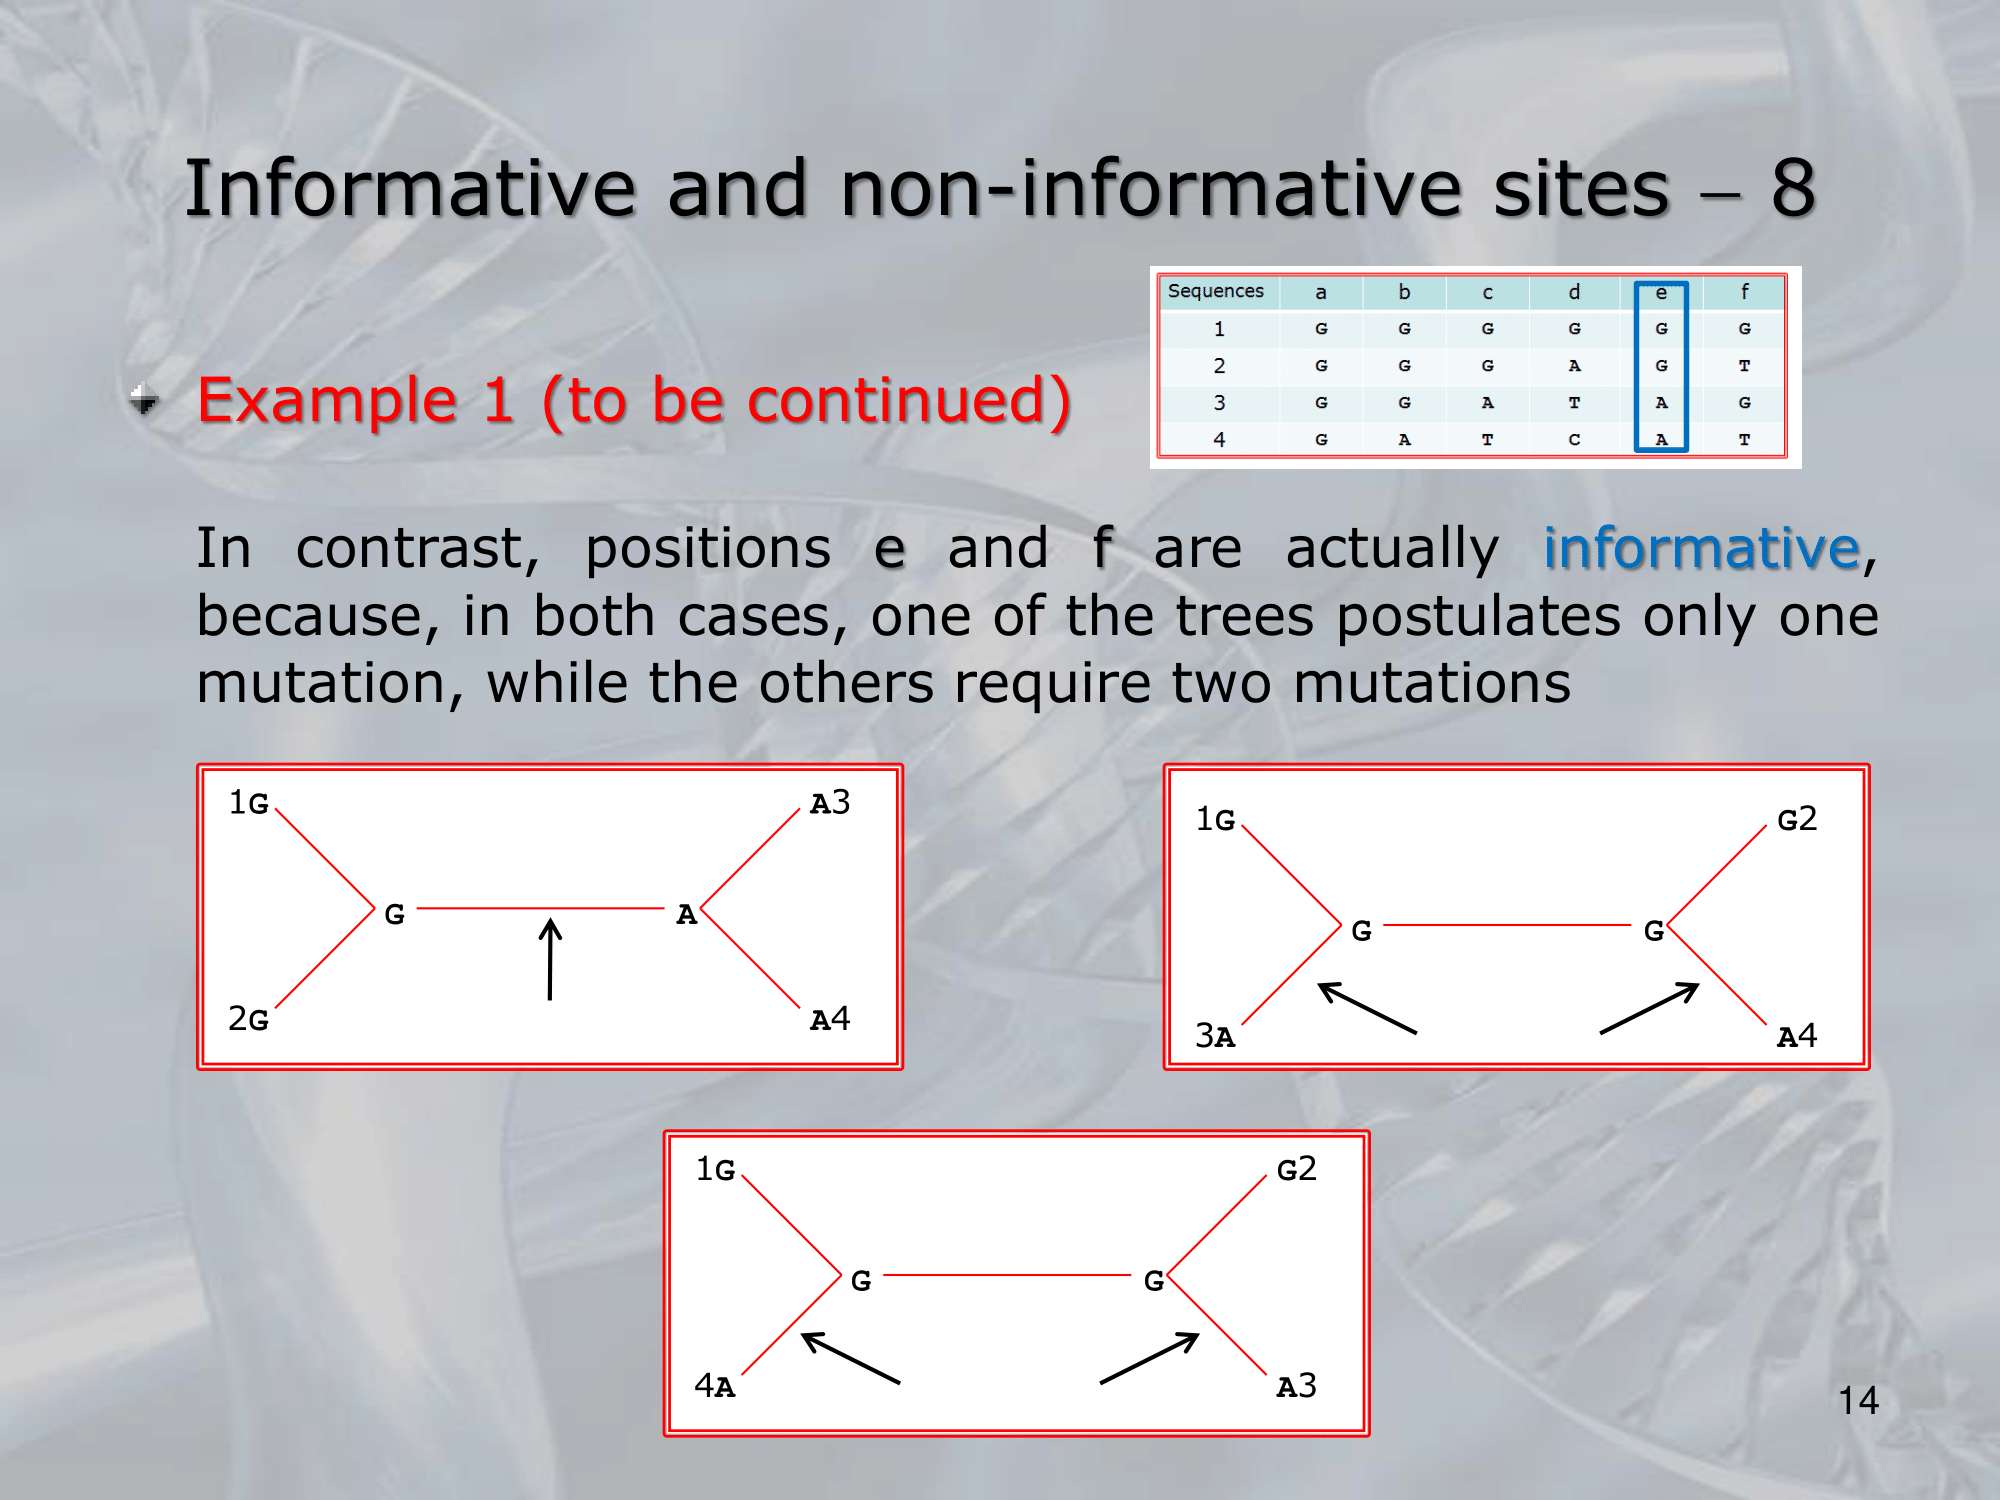 Informative and non-informative sites – 8
Sequences a b c d e f
1 G G G G G G
2 G G G A G T
3 G G A T A G
4 G A T C A T
Example 1 (to be continued)
In contrast, positions e and f are actually informative,
because, in both cases, one of the trees postulates only one
mutation, while the others require two mutations
1G A3
G A
2G A4
1G G2
G G
3A A4
1G G2
G G
4A A3
14